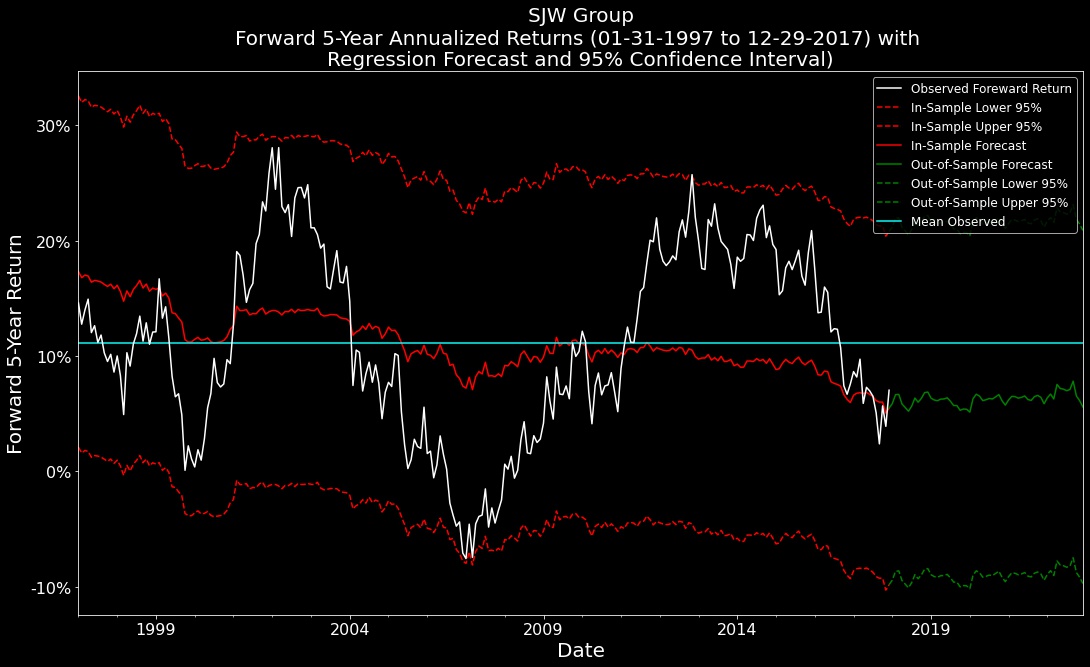 SJW Group
Forward 5-Year Annualized Returns (01-31-1997 to 12-29-2017) with
Regression Forecast and 95% Confidence Interval)
Observed Foreward Return
In-Sample Lower 95%
In-Sample Upper 95%
In-Sample Forecast
Out-of-Sample Forecast
Out-of-Sample Lower 95%
Out-of-Sample Upper 95%
Mean Observed
Forward 5-Year Return
30%
20%
10%
0%
-10%
1999
2004
2009
2014
2019
Date